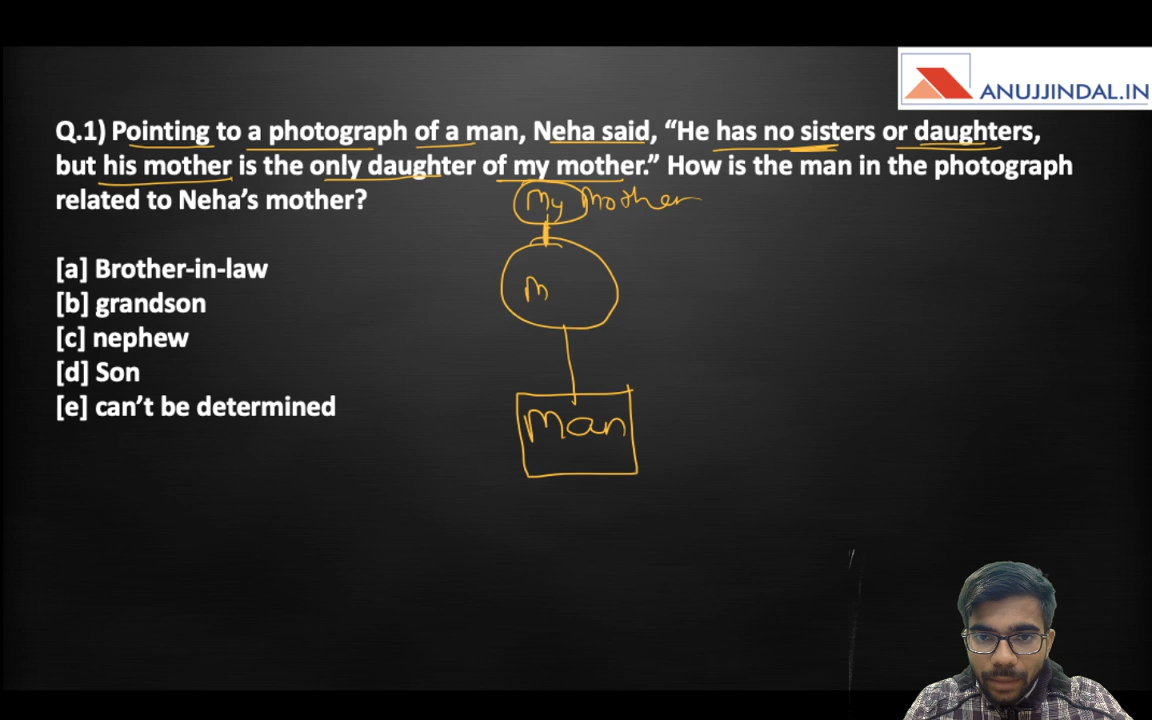 ANUJJINDAL.IN
Q.1) Pointing to a photograph of a man, Neha said, “He has no sisters or daughters,
but his mother is the only daughter of my mother.” How is the man in the photograph
related to Neha’s mother?
My Mother
[a] Brother-in-law
[b] grandson
[c] nephew
[d] Son
[e] can’t be determined
M
Man